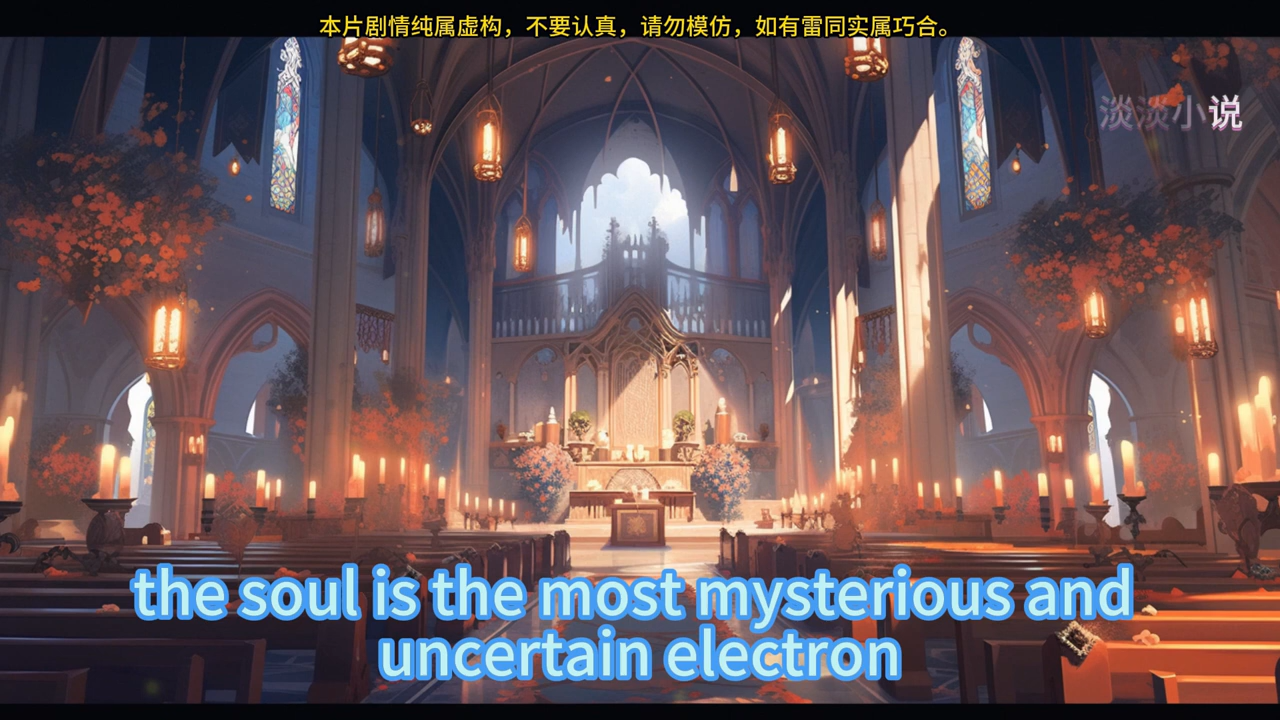 本片剧情纯属虚构，不要认真，请勿模仿，如有雷同实属巧合。
淡淡小说
the soul is the most mysterious and
uncertain electron